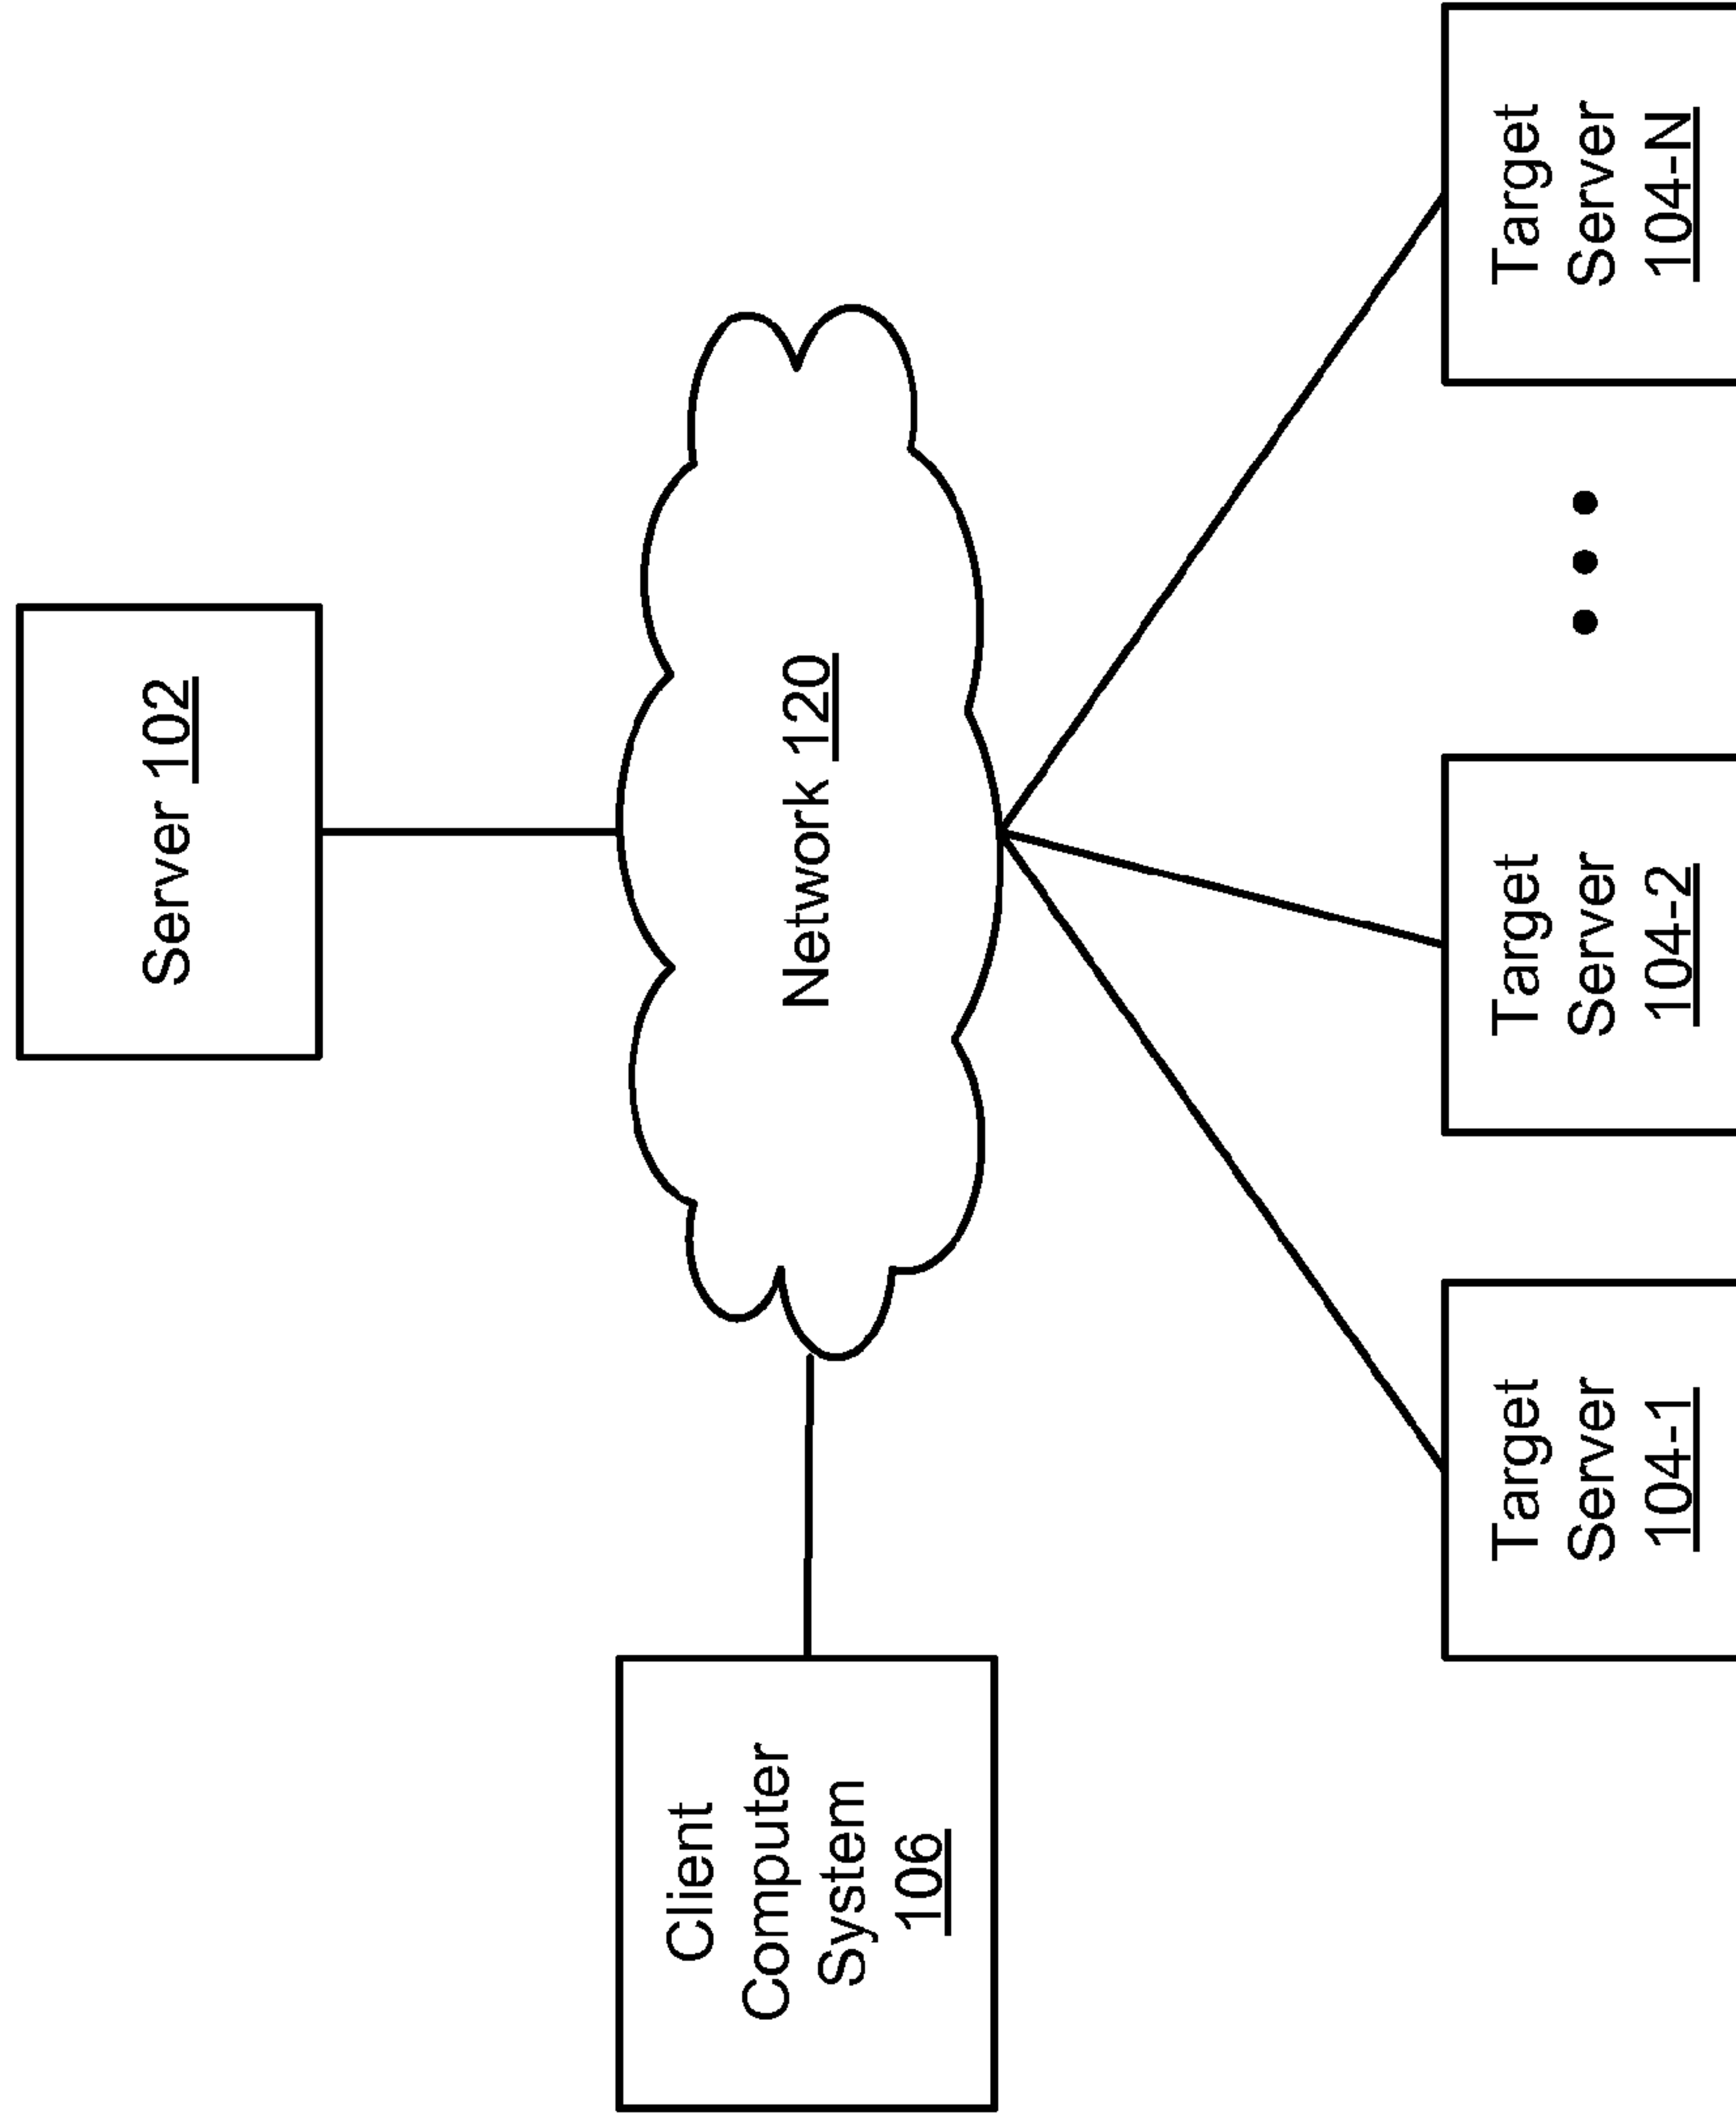 Server 102
Client
Computer
System
106
Network 120
Target
Server
104-1
Target
Server
104-2
Target
Server
104-N